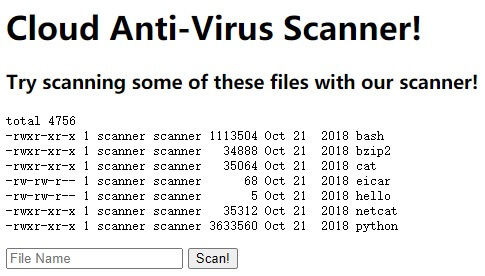 Cloud Anti-Virus Scanner!
Try scanning some of these files with our scanner!
total 4756
-rwxr-xr-x 1 scanner scanner 1113504 Oct 21  2018 bash
-rwxr-xr-x 1 scanner scanner   34888 Oct 21  2018 bzip2
-rwxr-xr-x 1 scanner scanner   35064 Oct 21  2018 cat
-rw-rw-r-- 1 scanner scanner      68 Oct 21  2018 eicar
-rw-rw-r-- 1 scanner scanner       5 Oct 21  2018 hello
-rwxr-xr-x 1 scanner scanner   35312 Oct 21  2018 netcat
-rwxr-xr-x 1 scanner scanner 3633560 Oct 21  2018 python
File Name Scan!